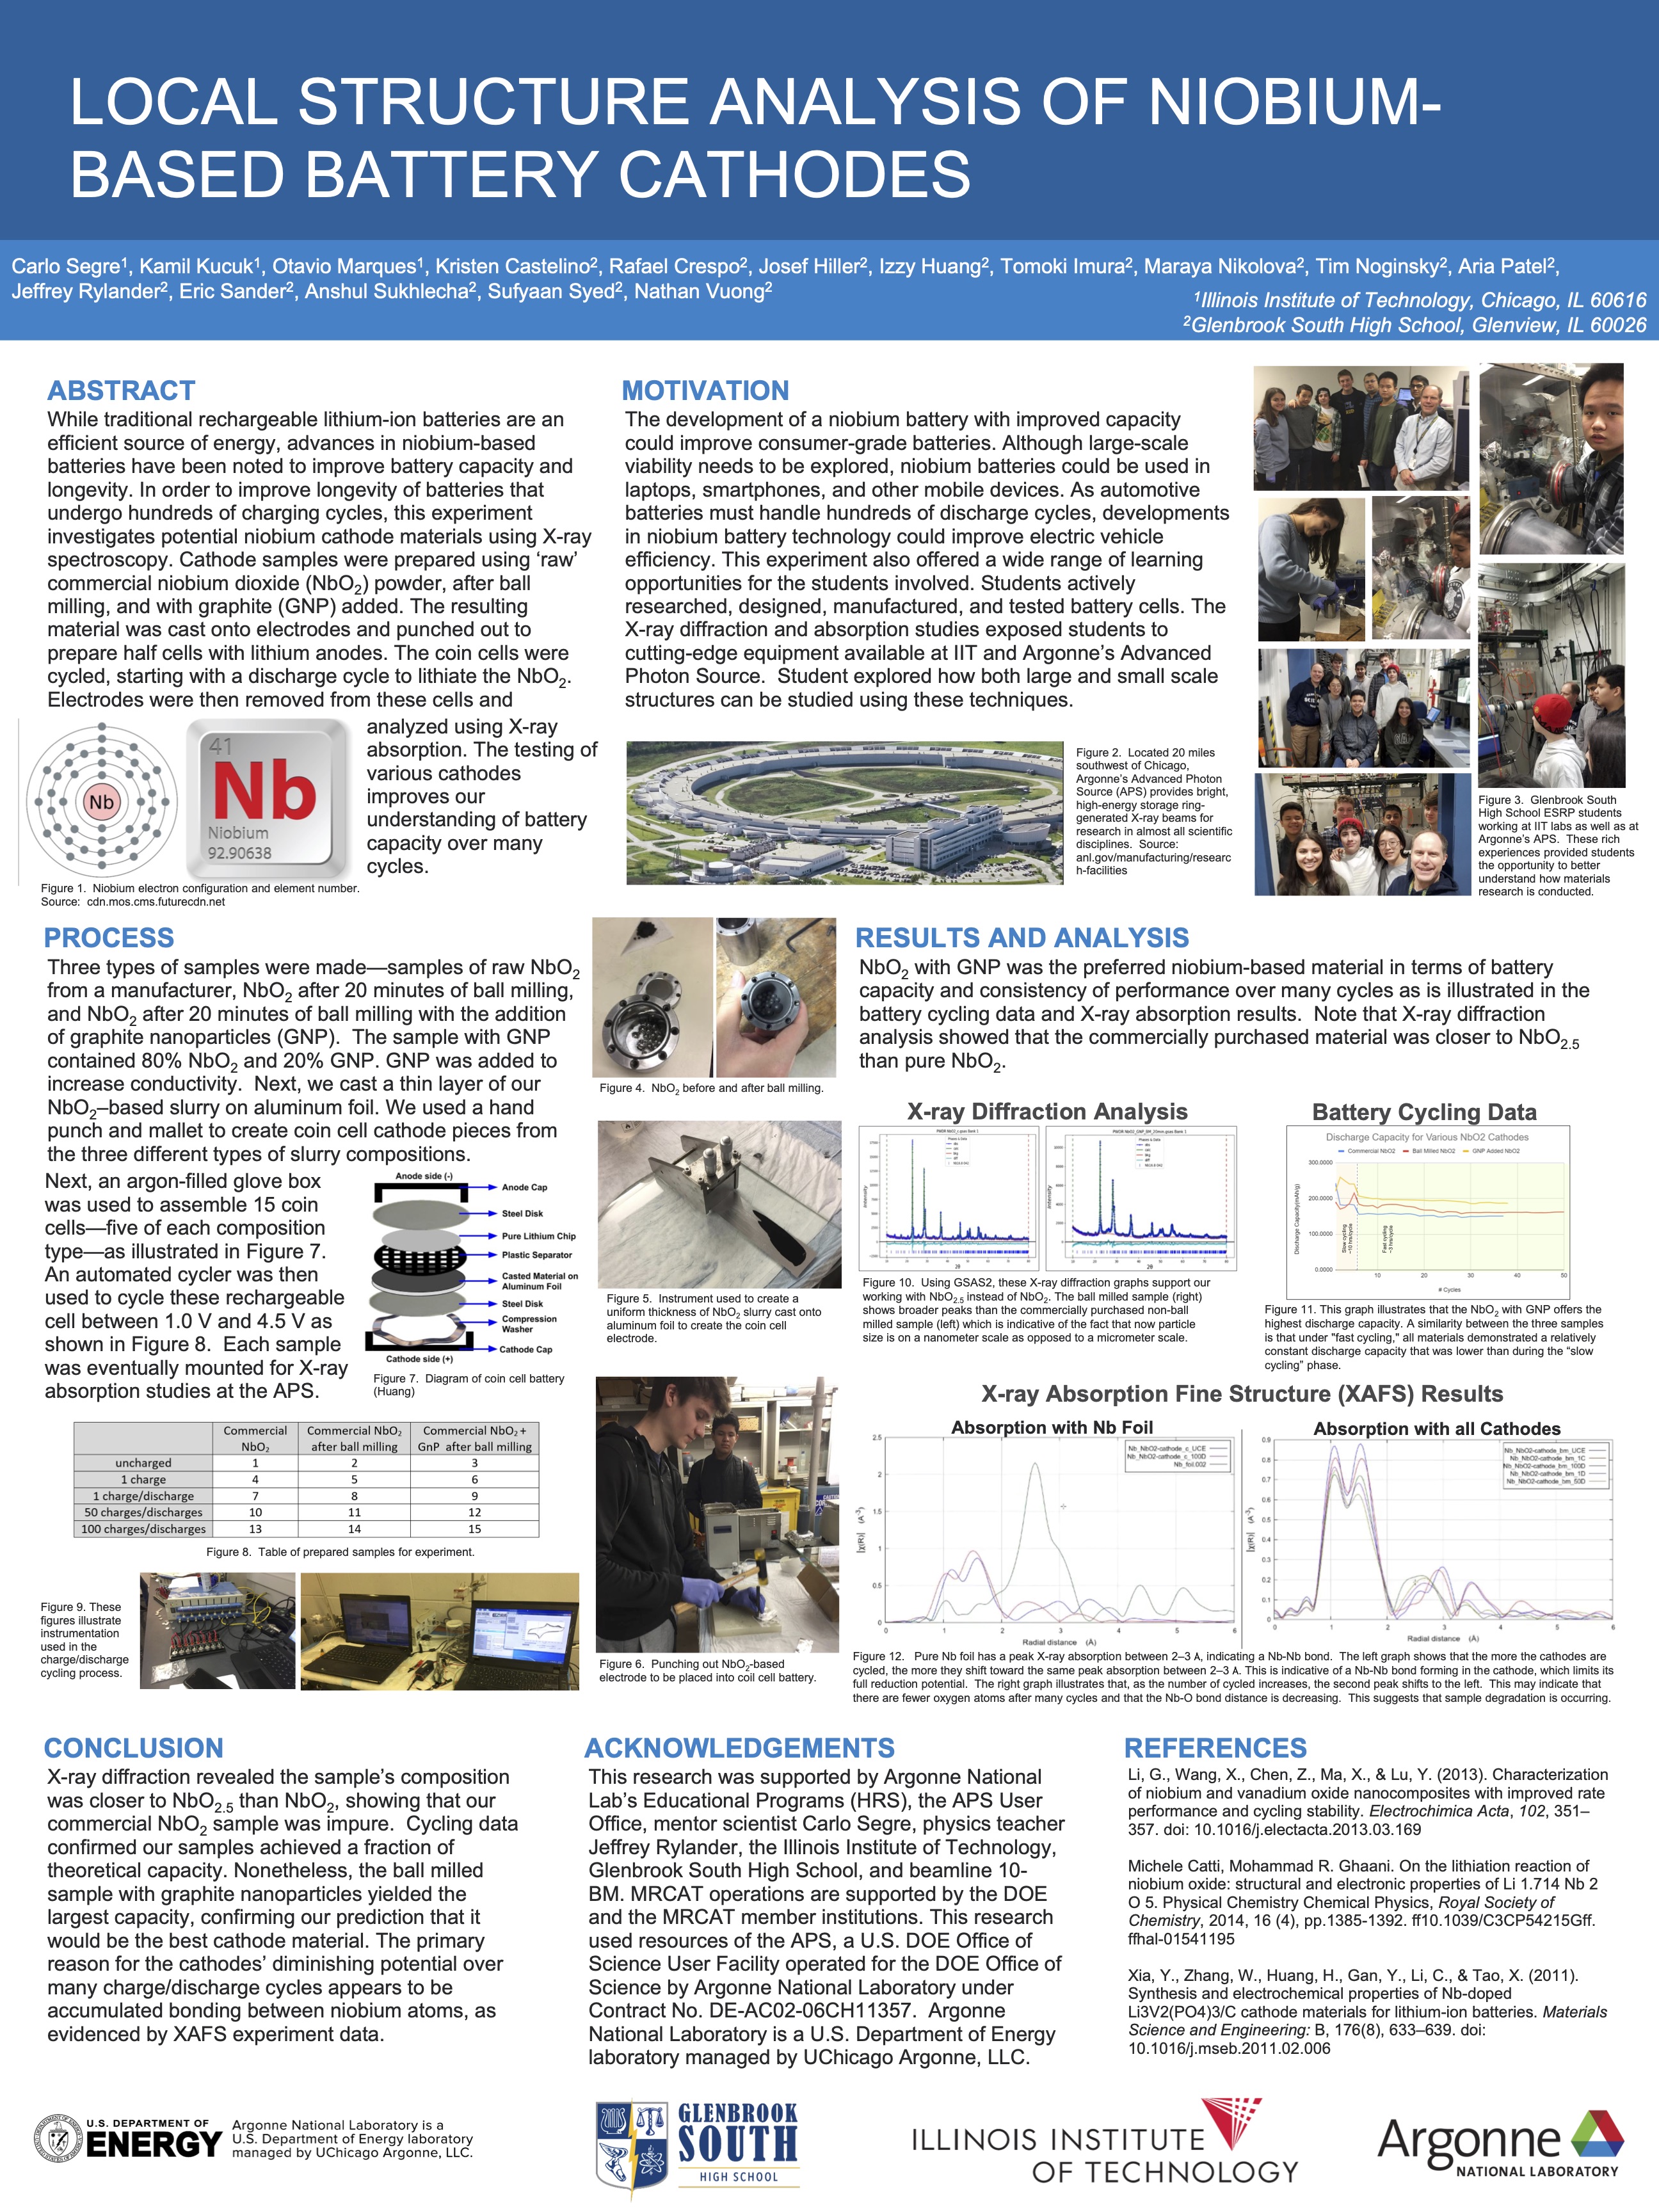 LOCAL STRUCTURE ANALYSIS OF NIOBIUM-
BASED BATTERY CATHODES
Carlo Segre1, Kamil Kucuk1, Otavio Marques1, Kristen Castelino2, Rafael Crespo2, Josef Hiller2, Izzy Huang2, Tomoki Imura2, Maraya Nikolova2, Tim Noginsky2, Aria Patel2,
Jeffrey Rylander2, Eric Sander2, Anshul Sukhlecha2, Sufyaan Syed2, Nathan Vuong2
1Illinois Institute of Technology, Chicago, IL 60616
2Glenbrook South High School, Glenview, IL 60026
ABSTRACT
While traditional rechargeable lithium-ion batteries are an
efficient source of energy, advances in niobium-based
batteries have been noted to improve battery capacity and
longevity. In order to improve longevity of batteries that
undergo hundreds of charging cycles, this experiment
investigates potential niobium cathode materials using X-ray
spectroscopy. Cathode samples were prepared using ‘raw’
commercial niobium dioxide (NbO2) powder, after ball
milling, and with graphite (GNP) added. The resulting
material was cast onto electrodes and punched out to
prepare half cells with lithium anodes. The coin cells were
cycled, starting with a discharge cycle to lithiate the NbO2.
Electrodes were then removed from these cells and
analyzed using X-ray
absorption. The testing of
various cathodes
improves our
understanding of battery
capacity over many
cycles.
Nb
41
Nb
Niobium
92.90638
Figure 1. Niobium electron configuration and element number.
Source: cdn.mos.cms.futurecdn.net
MOTIVATION
The development of a niobium battery with improved capacity
could improve consumer-grade batteries. Although large-scale
viability needs to be explored, niobium batteries could be used in
laptops, smartphones, and other mobile devices. As automotive
batteries must handle hundreds of discharge cycles, developments
in niobium battery technology could improve electric vehicle
efficiency. This experiment also offered a wide range of learning
opportunities for the students involved. Students actively
researched, designed, manufactured, and tested battery cells. The
X-ray diffraction and absorption studies exposed students to
cutting-edge equipment available at IIT and Argonne’s Advanced
Photon Source. Student explored how both large and small scale
structures can be studied using these techniques.
Figure 2. Located 20 miles
southwest of Chicago,
Argonne’s Advanced Photon
Source (APS) provides bright,
high-energy storage ring-
generated X-ray beams for
research in almost all scientific
disciplines. Source:
anl.gov/manufacturing/researc
h-facilities
Figure 3. Glenbrook South
High School ESRP students
working at IIT labs as well as at
Argonne’s APS. These rich
experiences provided students
the opportunity to better
understand how materials
research is conducted.
PROCESS
Three types of samples were made—samples of raw NbO2
from a manufacturer, NbO2 after 20 minutes of ball milling,
and NbO2 after 20 minutes of ball milling with the addition
of graphite nanoparticles (GNP). The sample with GNP
contained 80% NbO2 and 20% GNP. GNP was added to
increase conductivity. Next, we cast a thin layer of our
NbO2–based slurry on aluminum foil. We used a hand
punch and mallet to create coin cell cathode pieces from
the three different types of slurry compositions.
Next, an argon-filled glove box
was used to assemble 15 coin
cells—five of each composition
type—as illustrated in Figure 7.
An automated cycler was then
used to cycle these rechargeable
cell between 1.0 V and 4.5 V as
shown in Figure 8. Each sample
was eventually mounted for X-ray
absorption studies at the APS.
Anode side (-)
Anode Cap
Steel Disk
Pure Lithium Chip
Plastic Separator
Casted Material on
Aluminum Foil
Steel Disk
Compression
Washer
Cathode Cap
Cathode side (+)
Figure 7. Diagram of coin cell battery
(Huang)
Commercial NbO2 Commercial NbO2 after ball milling Commercial NbO2 + GnP after ball milling
uncharged 1 2 3
1 charge 4 5 6
1 charge/discharge 7 8 9
50 charges/discharges 10 11 12
100 charges/discharges 13 14 15
Figure 8. Table of prepared samples for experiment.
Figure 9. These
figures illustrate
instrumentation
used in the
charge/discharge
cycling process.
Figure 4. NbO2 before and after ball milling.
Figure 5. Instrument used to create a
uniform thickness of NbO2 slurry cast onto
aluminum foil to create the coin cell
electrode.
Figure 6. Punching out NbO2-based
electrode to be placed into coil cell battery.
RESULTS AND ANALYSIS
NbO2 with GNP was the preferred niobium-based material in terms of battery
capacity and consistency of performance over many cycles as is illustrated in the
battery cycling data and X-ray absorption results. Note that X-ray diffraction
analysis showed that the commercially purchased material was closer to NbO2.5
than pure NbO2.
X-ray Diffraction Analysis
Intensity
2θ
Intensity
2θ
Figure 10. Using GSAS2, these X-ray diffraction graphs support our
working with NbO2.5 instead of NbO2. The ball milled sample (right)
shows broader peaks than the commercially purchased non-ball
milled sample (left) which is indicative of the fact that now particle
size is on a nanometer scale as opposed to a micrometer scale.
Battery Cycling Data
Discharge Capacity for Various NbO2 Cathodes
Commercial NbO2 Ball Milled NbO2 GNP Added NbO2
300.0000
200.0000
100.0000
0.0000
Discharge Capacity(mAh/g)
Slow cycling
~10 hrs/cycle
Fast cycling
~3 hrs/cycle
10 20 30 40 50
# Cycles
Figure 11. This graph illustrates that the NbO2 with GNP offers the
highest discharge capacity. A similarity between the three samples
is that under "fast cycling," all materials demonstrated a relatively
constant discharge capacity that was lower than during the “slow
cycling” phase.
X-ray Absorption Fine Structure (XAFS) Results
Absorption with Nb Foil
Nb_NbO2-cathode_c_UCE
Nb_NbO2-cathode_c_100D
Nb_foil.002
2.5
2
1.5
1
0.5
0
|χ(R)| (Å-3)
0 1 2 3 4 5 6
Radial distance (Å)
Absorption with all Cathodes
Nb_NbO2-cathode_bm_UCE
Nb_NbO2-cathode_bm_1C
Nb_NbO2-cathode_bm_100D
Nb_NbO2-cathode_bm_1D
Nb_NbO2-cathode_bm_50D
0.9
0.8
0.7
0.6
0.5
0.4
0.3
0.2
0.1
0
|χ(R)| (Å-3)
0 1 2 3 4 5 6
Radial distance (Å)
Figure 12. Pure Nb foil has a peak X-ray absorption between 2–3 A, indicating a Nb-Nb bond. The left graph shows that the more the cathodes are
cycled, the more they shift toward the same peak absorption between 2–3 A. This is indicative of a Nb-Nb bond forming in the cathode, which limits its
full reduction potential. The right graph illustrates that, as the number of cycled increases, the second peak shifts to the left. This may indicate that
there are fewer oxygen atoms after many cycles and that the Nb-O bond distance is decreasing. This suggests that sample degradation is occurring.
CONCLUSION
X-ray diffraction revealed the sample’s composition
was closer to NbO2.5 than NbO2, showing that our
commercial NbO2 sample was impure. Cycling data
confirmed our samples achieved a fraction of
theoretical capacity. Nonetheless, the ball milled
sample with graphite nanoparticles yielded the
largest capacity, confirming our prediction that it
would be the best cathode material. The primary
reason for the cathodes’ diminishing potential over
many charge/discharge cycles appears to be
accumulated bonding between niobium atoms, as
evidenced by XAFS experiment data.
ACKNOWLEDGEMENTS
This research was supported by Argonne National
Lab’s Educational Programs (HRS), the APS User
Office, mentor scientist Carlo Segre, physics teacher
Jeffrey Rylander, the Illinois Institute of Technology,
Glenbrook South High School, and beamline 10-
BM. MRCAT operations are supported by the DOE
and the MRCAT member institutions. This research
used resources of the APS, a U.S. DOE Office of
Science User Facility operated for the DOE Office of
Science by Argonne National Laboratory under
Contract No. DE-AC02-06CH11357. Argonne
National Laboratory is a U.S. Department of Energy
laboratory managed by UChicago Argonne, LLC.
REFERENCES
Li, G., Wang, X., Chen, Z., Ma, X., & Lu, Y. (2013). Characterization
of niobium and vanadium oxide nanocomposites with improved rate
performance and cycling stability. Electrochimica Acta, 102, 351–
357. doi: 10.1016/j.electacta.2013.03.169
Michele Catti, Mohammad R. Ghaani. On the lithiation reaction of
niobium oxide: structural and electronic properties of Li 1.714 Nb 2
O 5. Physical Chemistry Chemical Physics, Royal Society of
Chemistry, 2014, 16 (4), pp.1385-1392. ff10.1039/C3CP54215Gff.
ffhal-01541195
Xia, Y., Zhang, W., Huang, H., Gan, Y., Li, C., & Tao, X. (2011).
Synthesis and electrochemical properties of Nb-doped
Li3V2(PO4)3/C cathode materials for lithium-ion batteries. Materials
Science and Engineering: B, 176(8), 633–639. doi:
10.1016/j.mseb.2011.02.006
U.S. DEPARTMENT OF
ENERGY
Argonne National Laboratory is a
U.S. Department of Energy laboratory
managed by UChicago Argonne, LLC.
GLENBROOK
SOUTH
HIGH SCHOOL
ILLINOIS INSTITUTE
OF TECHNOLOGY
Argonne
NATIONAL LABORATORY